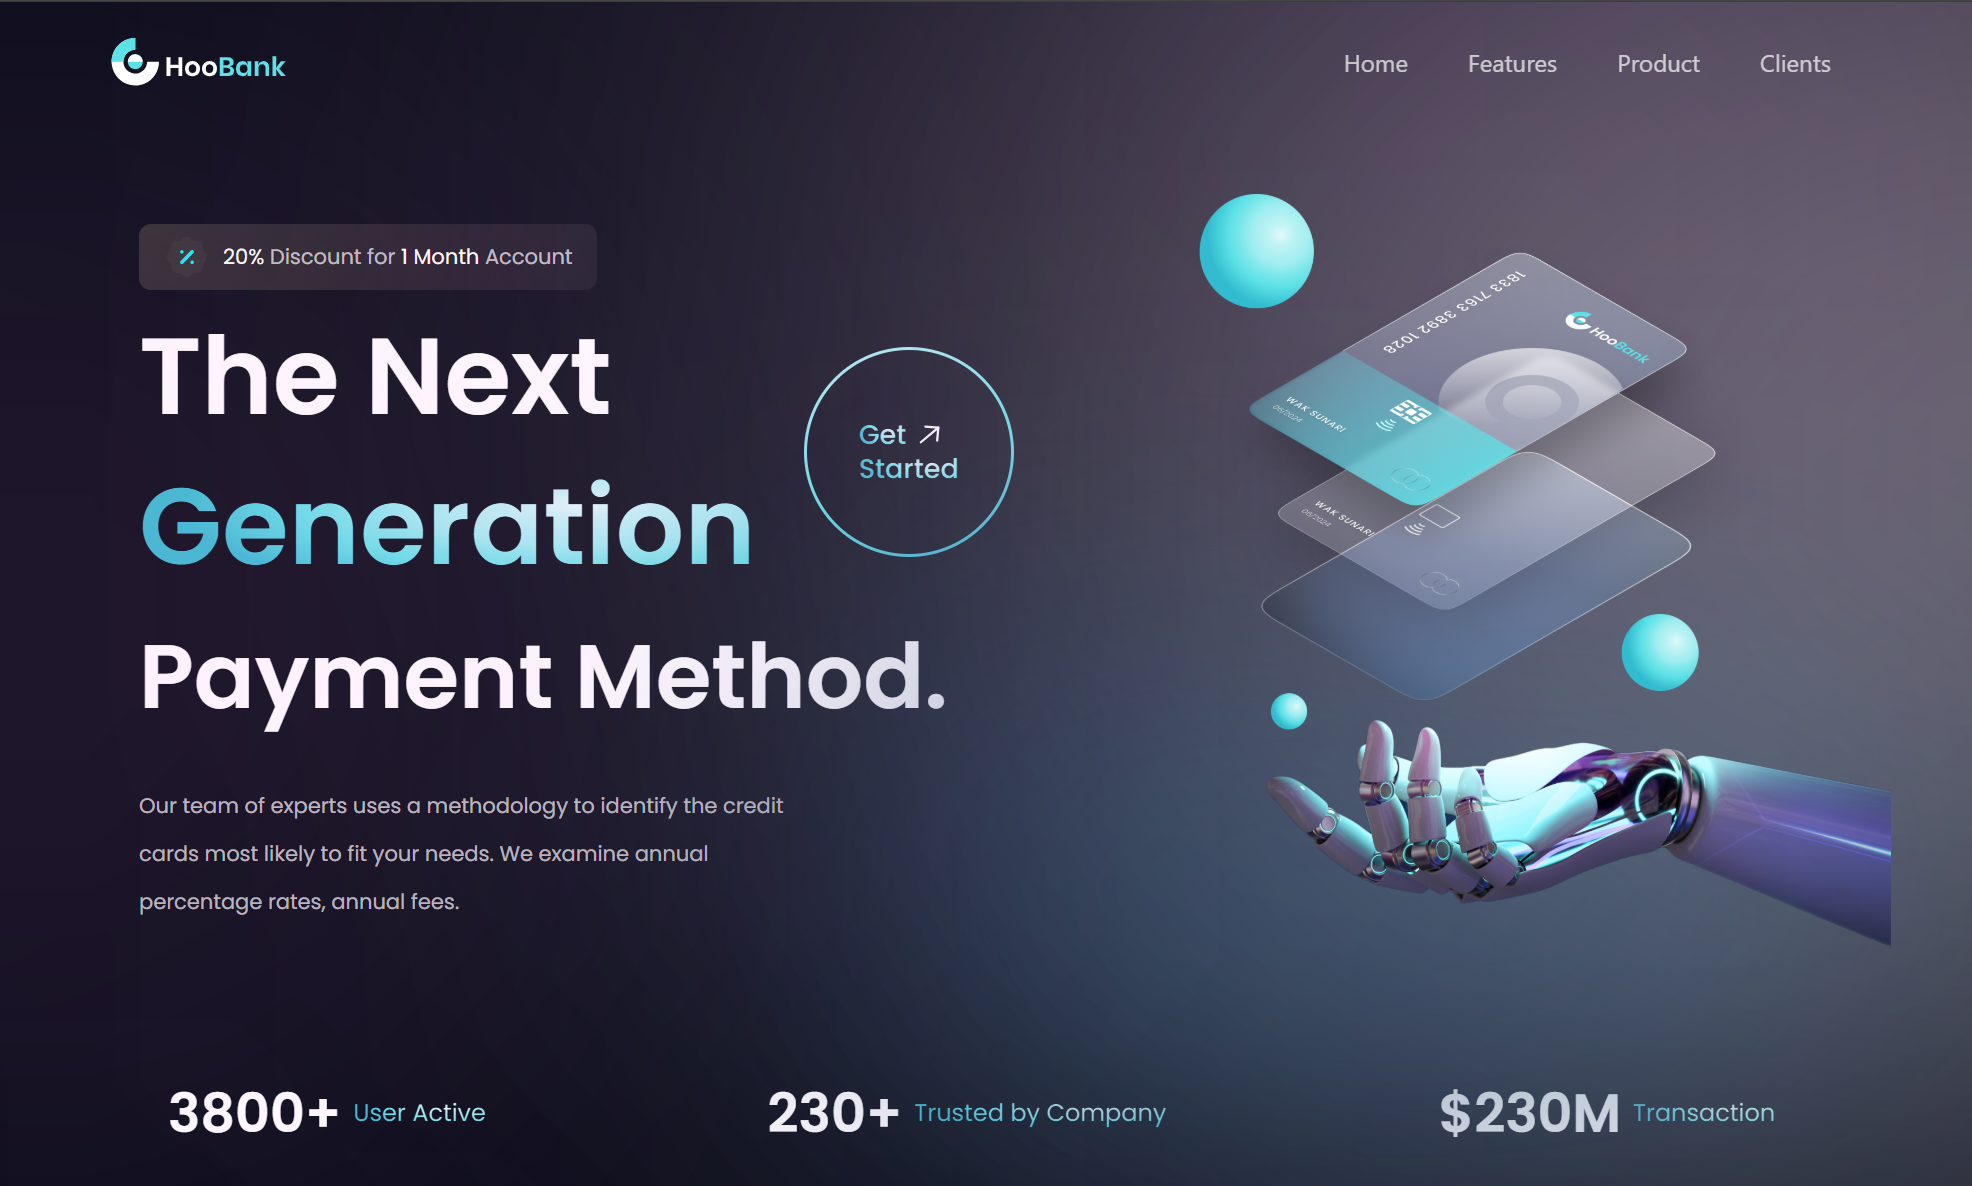 HooBank
Home Features Product Clients
20% Discount for 1 Month Account
The Next
Generation
Payment Method.
Get
Started
Our team of experts uses a methodology to identify the credit
cards most likely to fit your needs. We examine annual
percentage rates, annual fees.
1833 7163 3892 1028
HooBank
WAK SUNARI
06/2024
WAK SUNARI
06/2024
3800+ User Active
230+ Trusted by Company
$230M Transaction